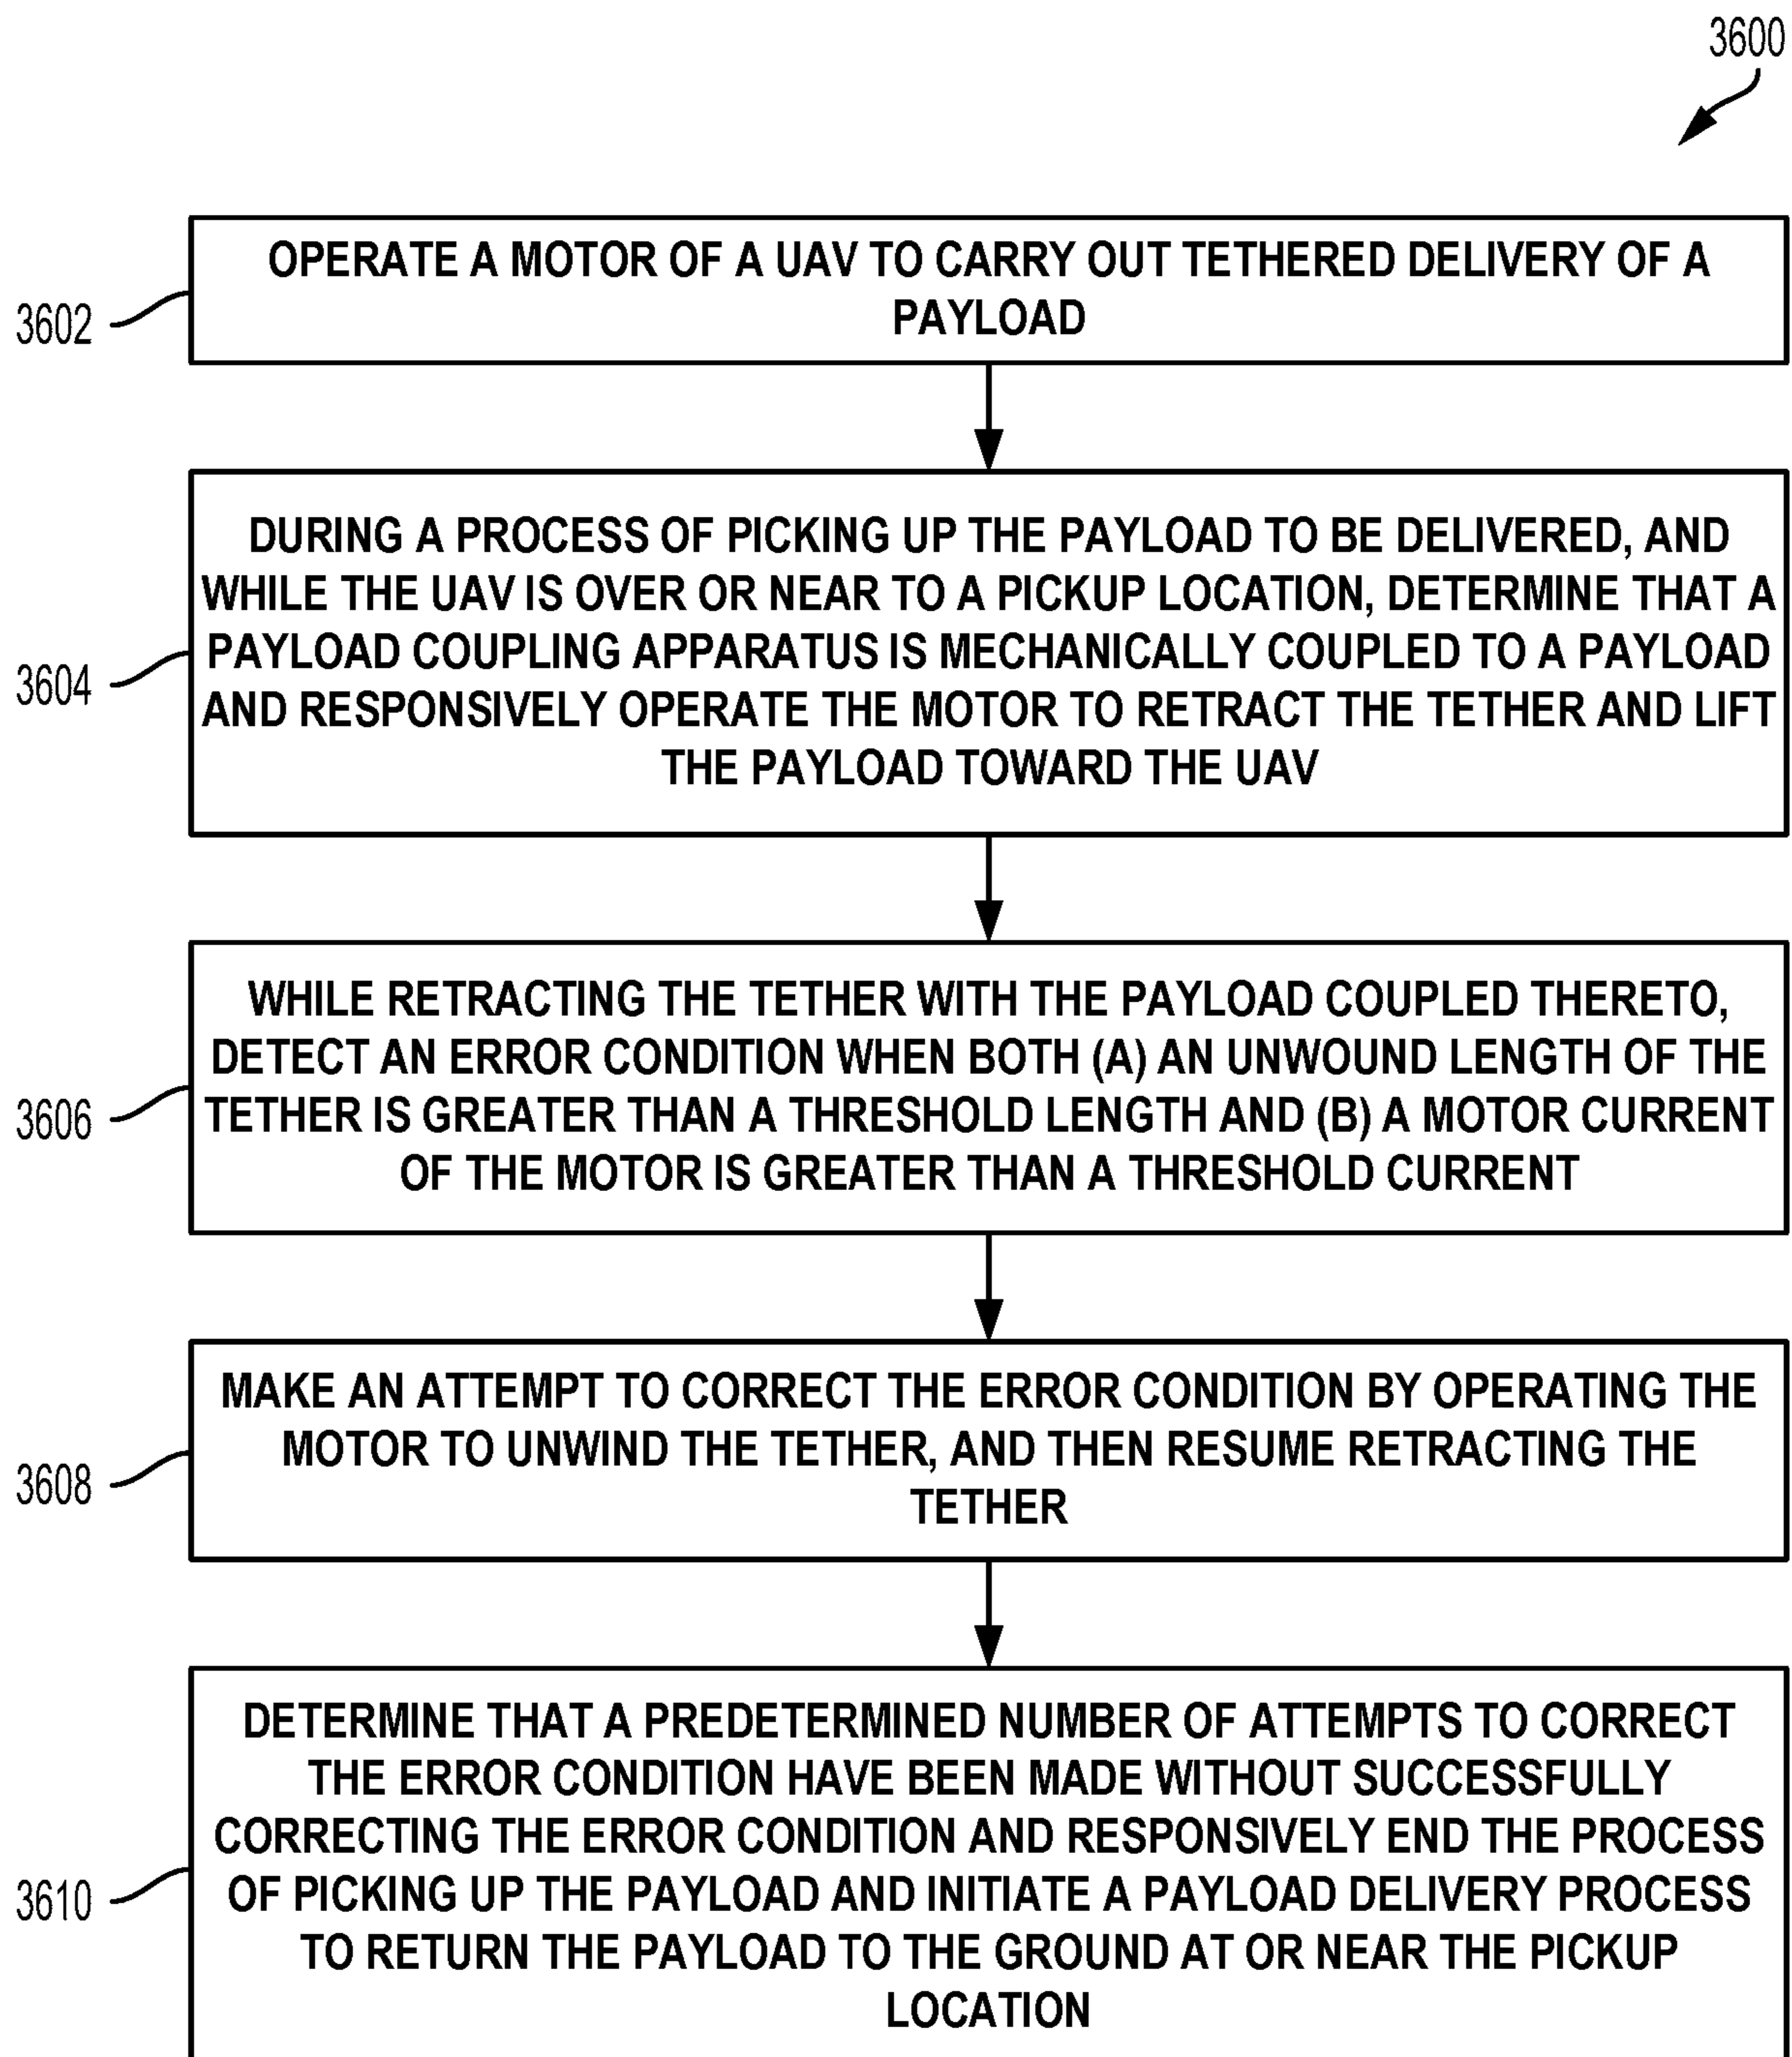 3600
OPERATE A MOTOR OF A UAV TO CARRY OUT TETHERED DELIVERY OF A
PAYLOAD
3602
DURING A PROCESS OF PICKING UP THE PAYLOAD TO BE DELIVERED, AND
WHILE THE UAV IS OVER OR NEAR TO A PICKUP LOCATION, DETERMINE THAT A
PAYLOAD COUPLING APPARATUS IS MECHANICALLY COUPLED TO A PAYLOAD
AND RESPONSIVELY OPERATE THE MOTOR TO RETRACT THE TETHER AND LIFT
THE PAYLOAD TOWARD THE UAV
3604
WHILE RETRACTING THE TETHER WITH THE PAYLOAD COUPLED THERETO,
DETECT AN ERROR CONDITION WHEN BOTH (A) AN UNWOUND LENGTH OF THE
TETHER IS GREATER THAN A THRESHOLD LENGTH AND (B) A MOTOR CURRENT
OF THE MOTOR IS GREATER THAN A THRESHOLD CURRENT
3606
MAKE AN ATTEMPT TO CORRECT THE ERROR CONDITION BY OPERATING THE
MOTOR TO UNWIND THE TETHER, AND THEN RESUME RETRACTING THE
TETHER
3608
DETERMINE THAT A PREDETERMINED NUMBER OF ATTEMPTS TO CORRECT
THE ERROR CONDITION HAVE BEEN MADE WITHOUT SUCCESSFULLY
CORRECTING THE ERROR CONDITION AND RESPONSIVELY END THE PROCESS
OF PICKING UP THE PAYLOAD AND INITIATE A PAYLOAD DELIVERY PROCESS
TO RETURN THE PAYLOAD TO THE GROUND AT OR NEAR THE PICKUP
LOCATION
3610